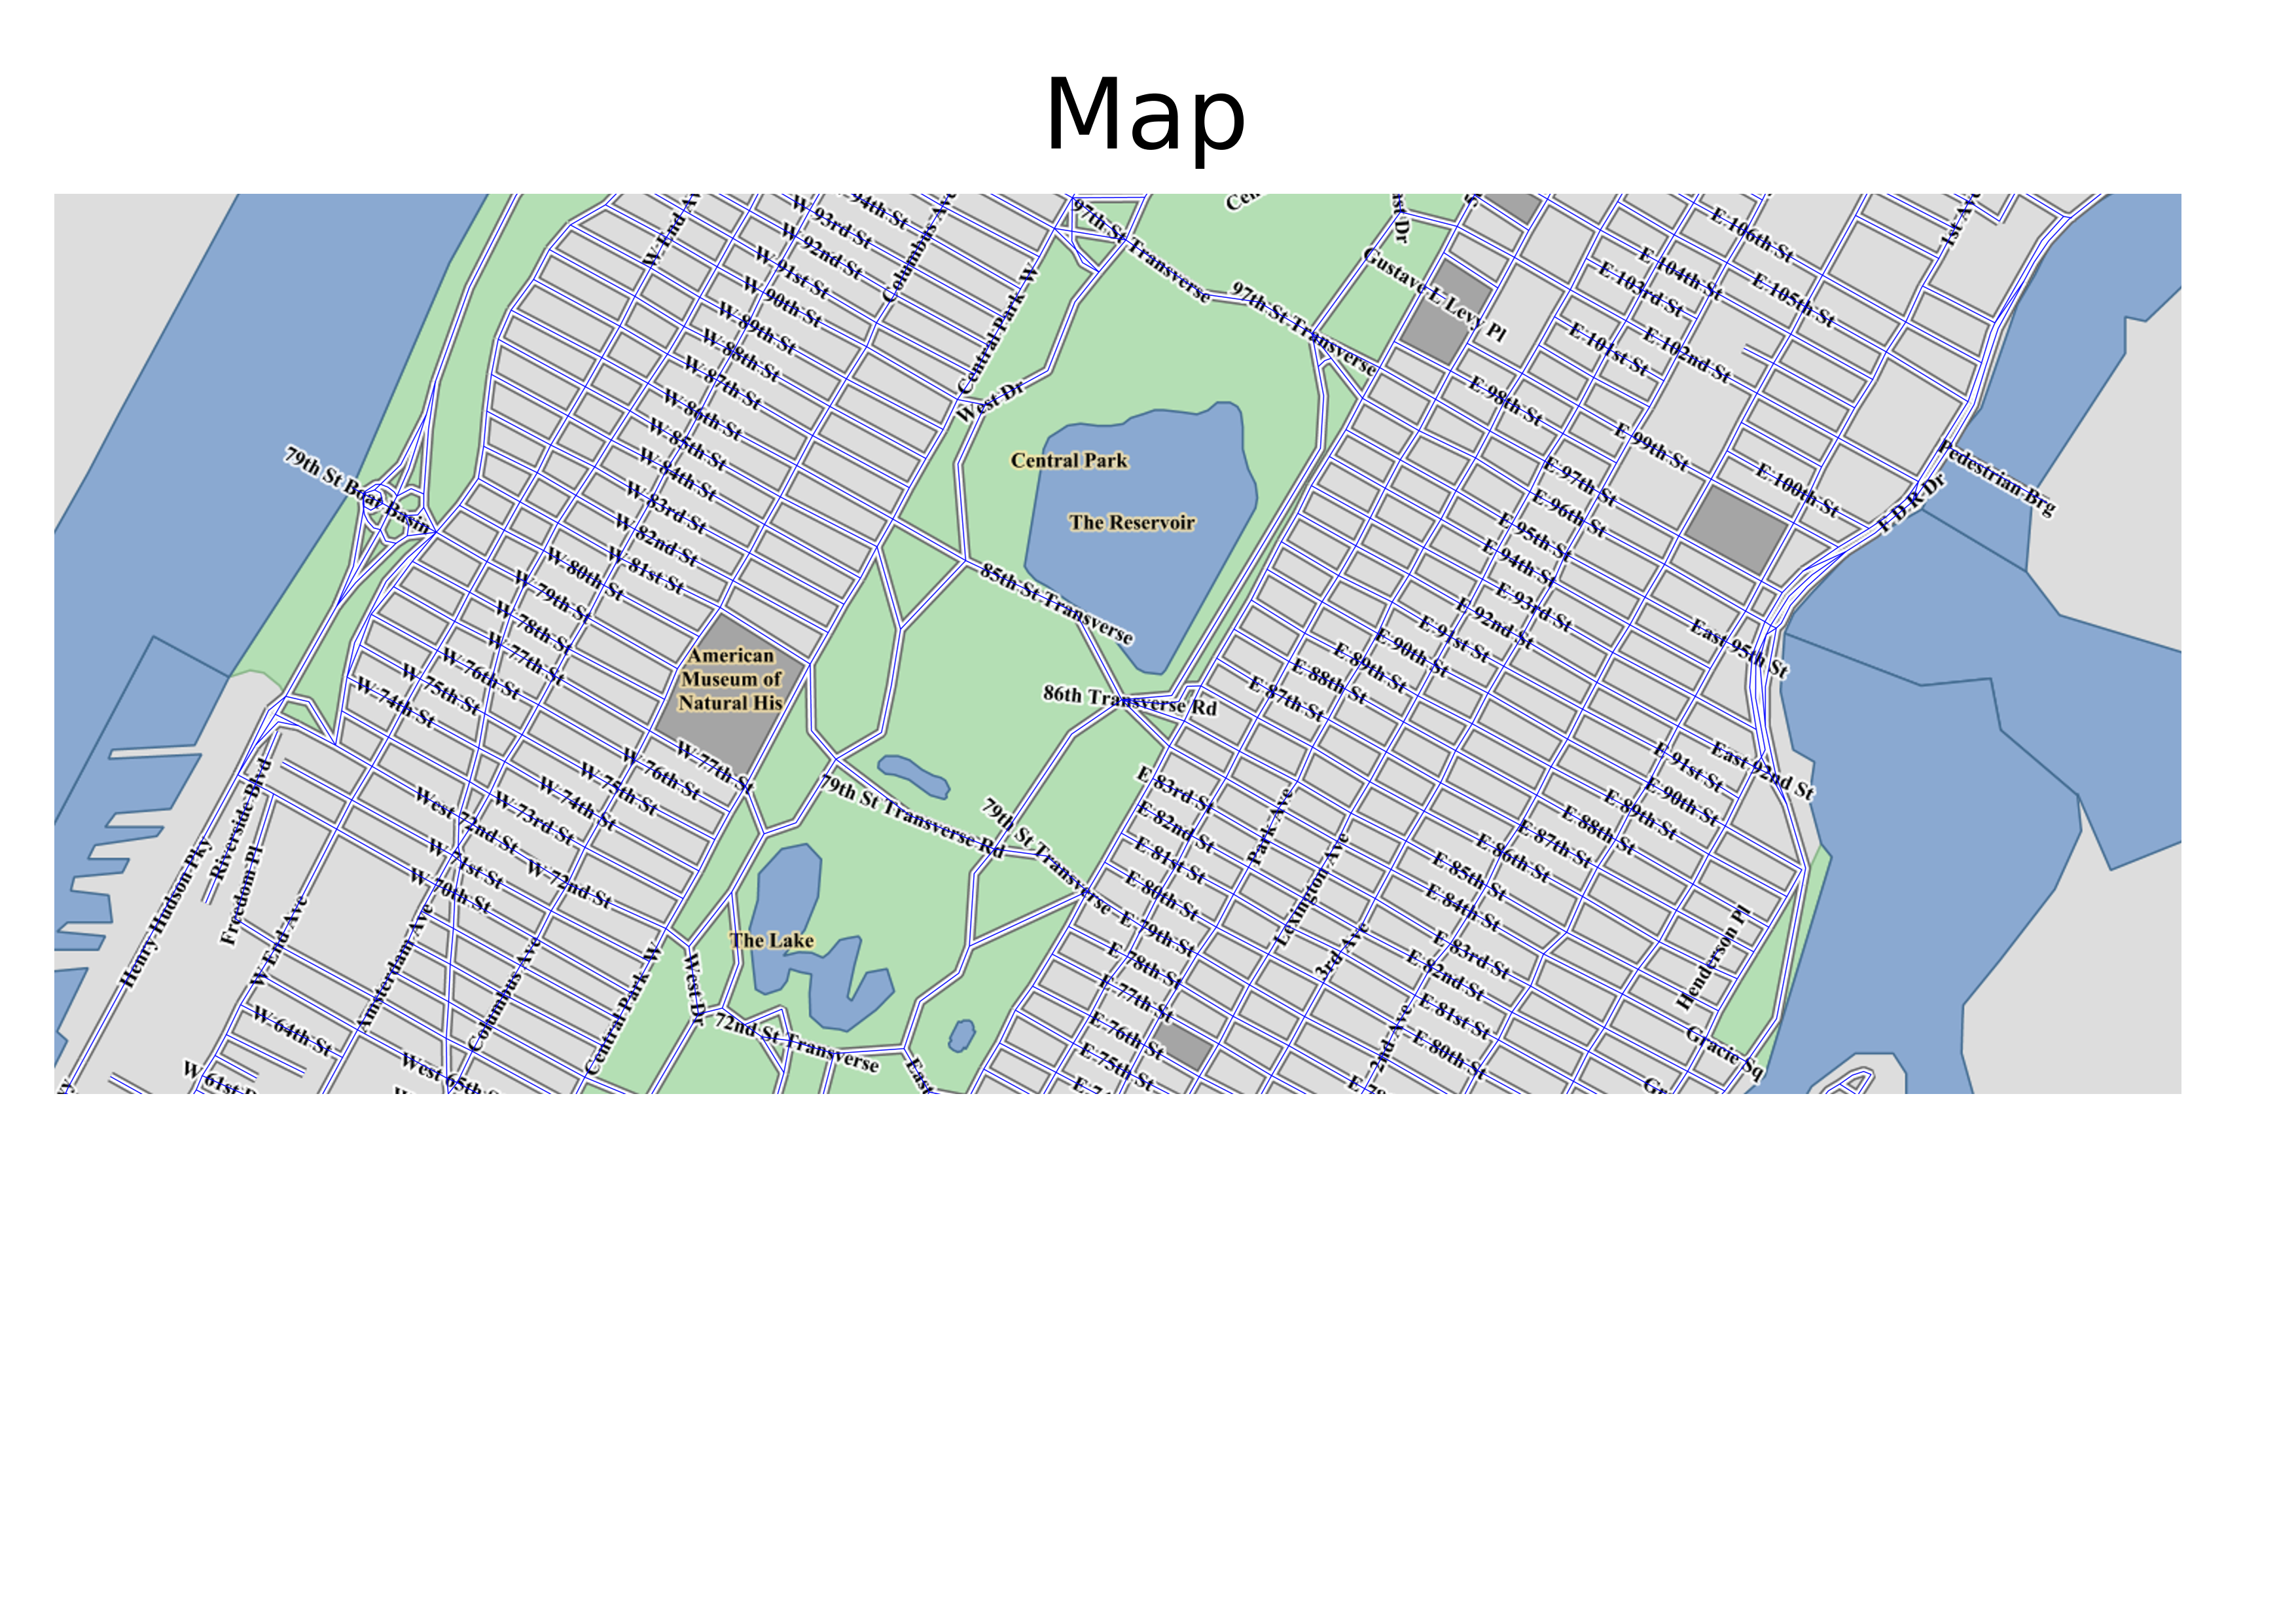 Map
W 94th St
W 93rd St
W 92nd St
W 91st St
W 90th St
W 89th St
W 88th St
W 87th St
W 86th St
W 85th St
W 84th St
W 83rd St
W 82nd St
W 81st St
W 80th St
W 79th St
W 78th St
W 77th St
W 76th St
W 75th St
W 74th St
W End Av
Columbus Ave
Central Park W
West Dr
97th St Transverse
97th St Transverse
Cen
st Dr
Gustave L Levy Pl
E 106th St
E 105th St
E 104th St
E 103rd St
E 102nd St
E 101st St
1st Ave
E 100th St
E 99th St
E 98th St
E 97th St
E 96th St
E 95th St
E 94th St
E 93rd St
E 92nd St
E 91st St
E 90th St
E 89th St
E 88th St
E 87th St
Pedestrian Brg
F D R Dr
East 95th St
East 92nd St
79th St Boat Basin
Central Park
The Reservoir
85th St Transverse
86th Transverse Rd
American
Museum of
Natural His
W 77th St
W 76th St
W 75th St
W 74th St
W 73rd St
West 72nd St
W 72nd St
W 71st St
W 70th St
79th St Transverse Rd
79th St Transverse
The Lake
West Dr
72nd St Transverse
East
Riverside Blvd
Freedom Pl
Henry Hudson Pky
W End Ave
Amsterdam Ave
Columbus Ave
Central Park W
W 64th St
W 61st D
West 65th S
E 83rd St
E 82nd St
E 81st St
E 80th St
E 79th St
E 78th St
E 77th St
E 76th St
E 75th St
E 7
Park Ave
Lexington Ave
3rd Ave
2nd Ave
E 91st St
E 90th St
E 89th St
E 88th St
E 87th St
E 86th St
E 85th St
E 84th St
E 83rd St
E 82nd St
E 81st St
E 80th St
E 79
Henderson Pl
Gracie Sq
Gr